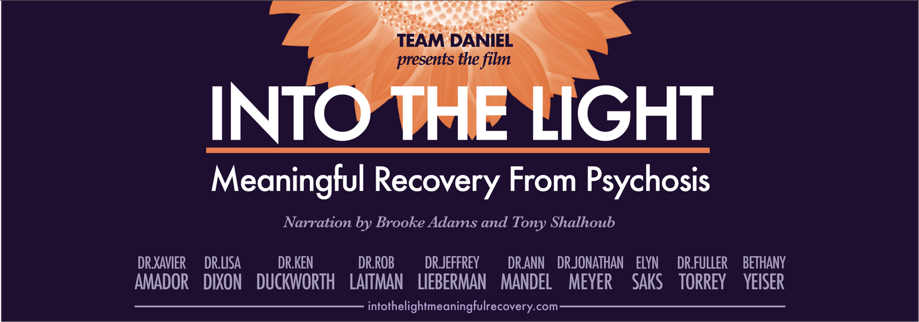 TEAM DANIEL
presents the film
INTO THE LIGHT
Meaningful Recovery From Psychosis
Narration by Brooke Adams and Tony Shalhoub
DR.XAVIER DR.LISA DR.KEN DR.ROB DR.JEFFREY DR.ANN DR.JONATHAN ELYN DR.FULLER BETHANY
AMADOR DIXON DUCKWORTH LAITMAN LIEBERMAN MANDEL MEYER SAKS TORREY YEISER
intothelightmeaningfulrecovery.com